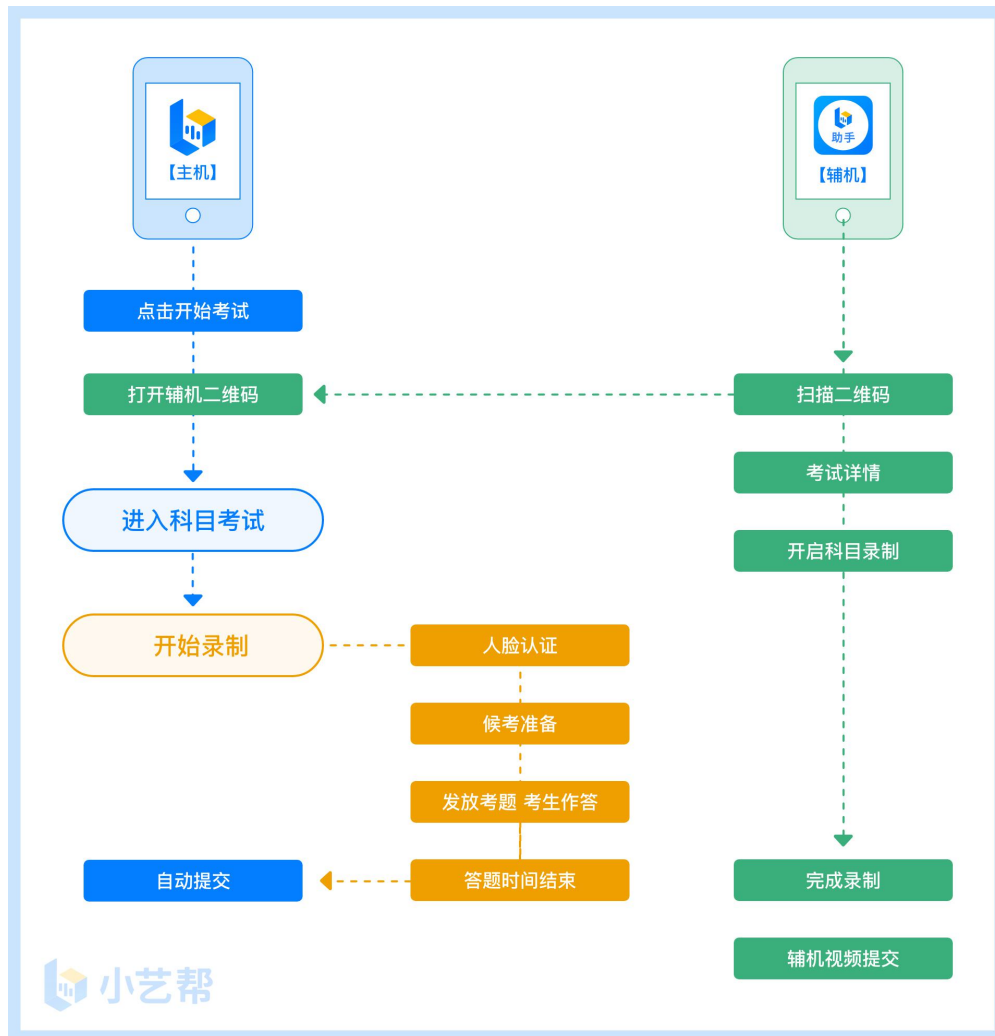 【主机】
助手
【辅机】
点击开始考试
打开辅机二维码
扫描二维码
考试详情
进入科目考试
开启科目录制
开始录制
人脸认证
候考准备
发放考题 考生作答
自动提交
答题时间结束
完成录制
辅机视频提交
小艺帮